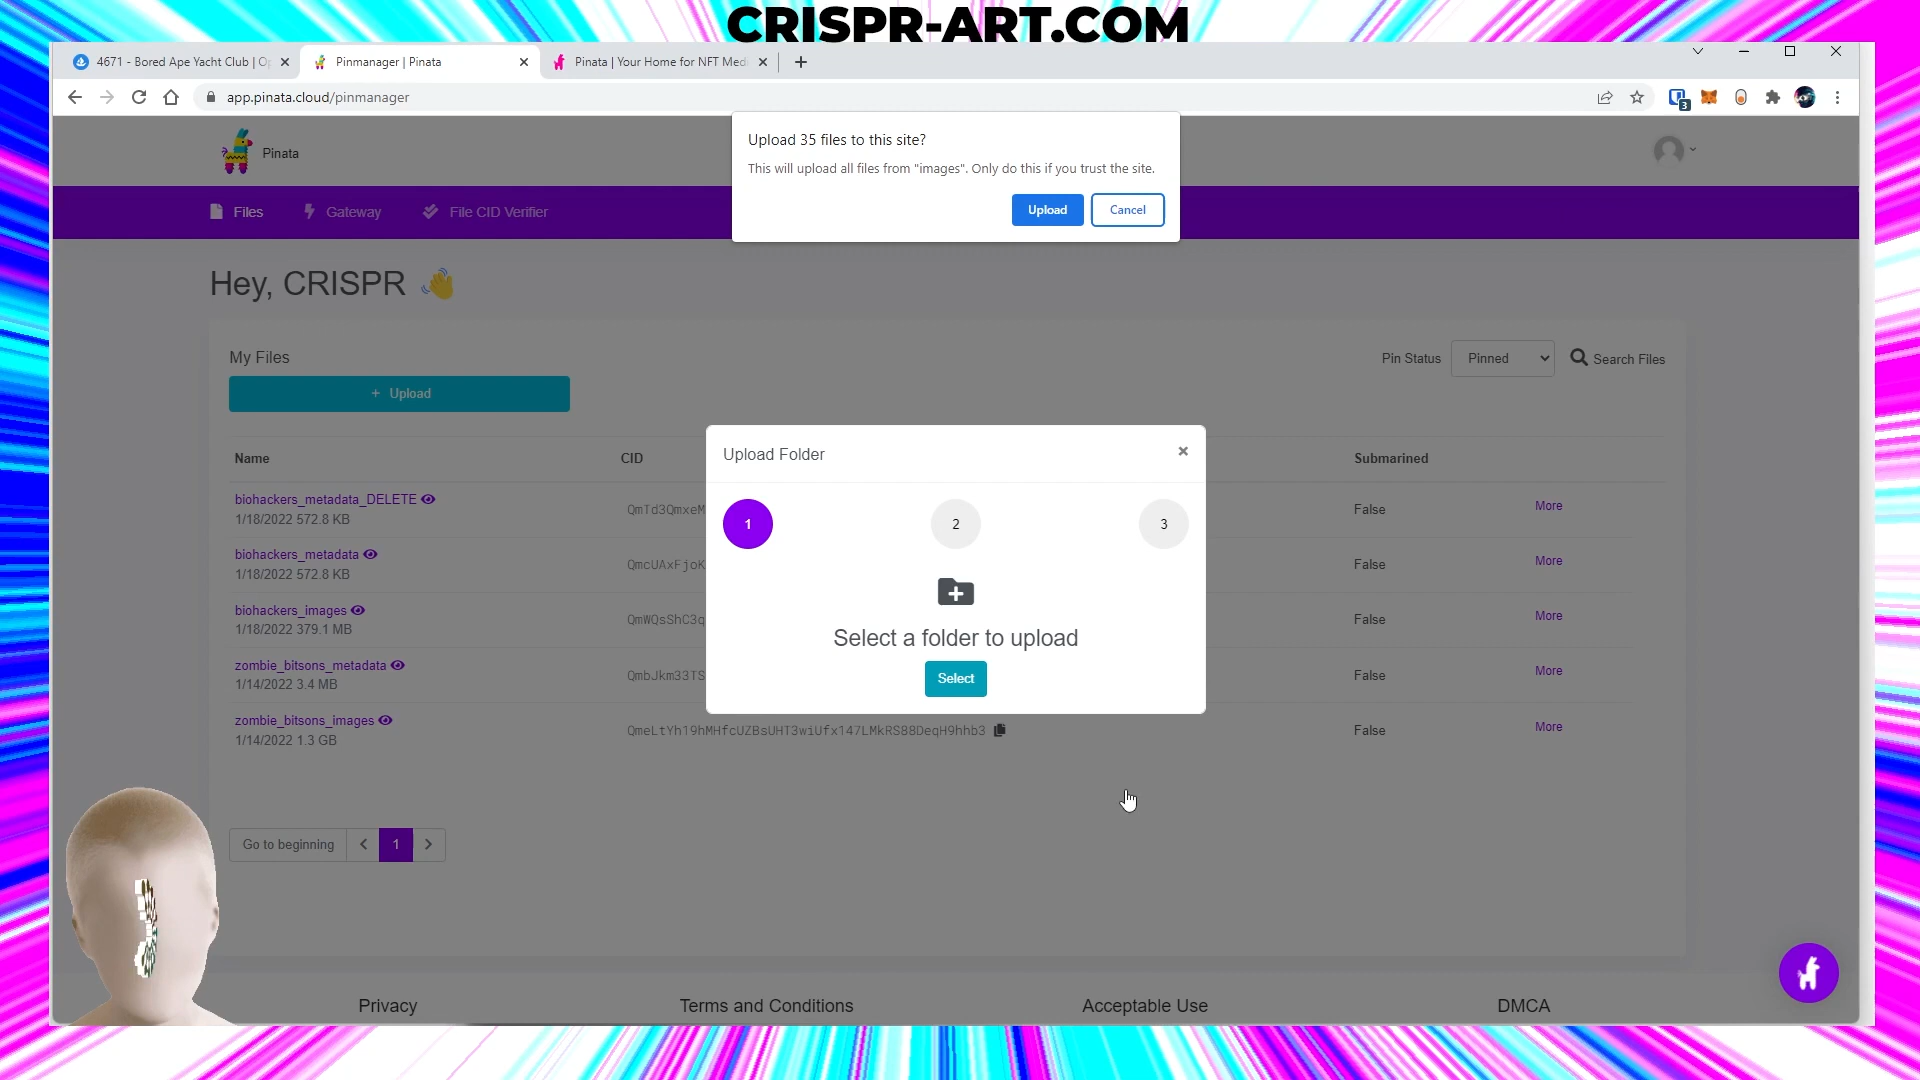 CRISPR-ART.COM
4671 - Bored Ape Yacht Club | Op
Pinmanager | Pinata
Pinata | Your Home for NFT Medi
app.pinata.cloud/pinmanager
3
Upload 35 files to this site?
This will upload all files from "images". Only do this if you trust the site.
Upload
Cancel
Pinata
Files
Gateway
File CID Verifier
Hey, CRISPR
My Files
Pin Status
Pinned
Search Files
+ Upload
Name
CID
Submarined
Upload Folder
1
2
3
Select a folder to upload
Select
biohackers_metadata_DELETE
1/18/2022 572.8 KB
QmTd3QmxeM
False
More
biohackers_metadata
1/18/2022 572.8 KB
QmcUAxFjoK
False
More
biohackers_images
1/18/2022 379.1 MB
QmWQsShC3q
False
More
zombie_bitsons_metadata
1/14/2022 3.4 MB
QmbJkm33TS
False
More
zombie_bitsons_images
1/14/2022 1.3 GB
QmeLtYh19hMHfcUZBsUHT3wiUfx147LMkRS88DeqH9hhb3
False
More
Go to beginning
1
Privacy
Terms and Conditions
Acceptable Use
DMCA